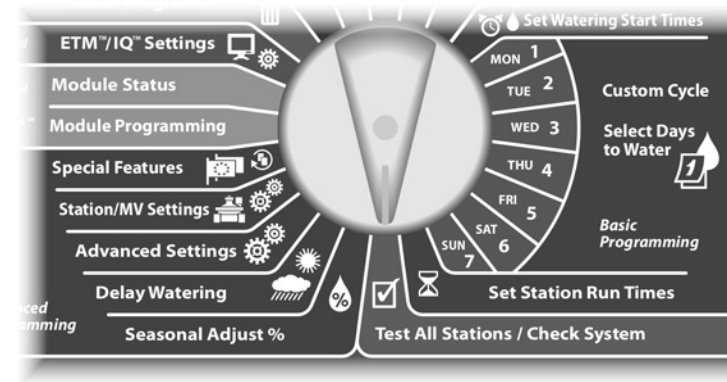 Set Watering Start Times
ETM™/IQ™ Settings
Module Status
Module Programming
Special Features
Station/MV Settings
Advanced Settings
Delay Watering
Seasonal Adjust %
%
MON 1
TUE 2
WED 3
THU 4
FRI 5
SAT 6
SUN 7
Custom Cycle
Select Days
to Water
1
Basic
Programming
Set Station Run Times
Test All Stations / Check System